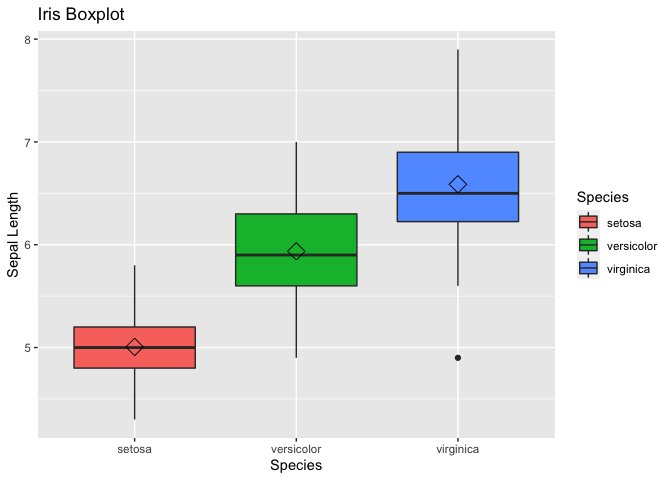 Iris Boxplot
8
7
6
5
Sepal Length
setosa
versicolor
virginica
Species
Species
setosa
versicolor
virginica